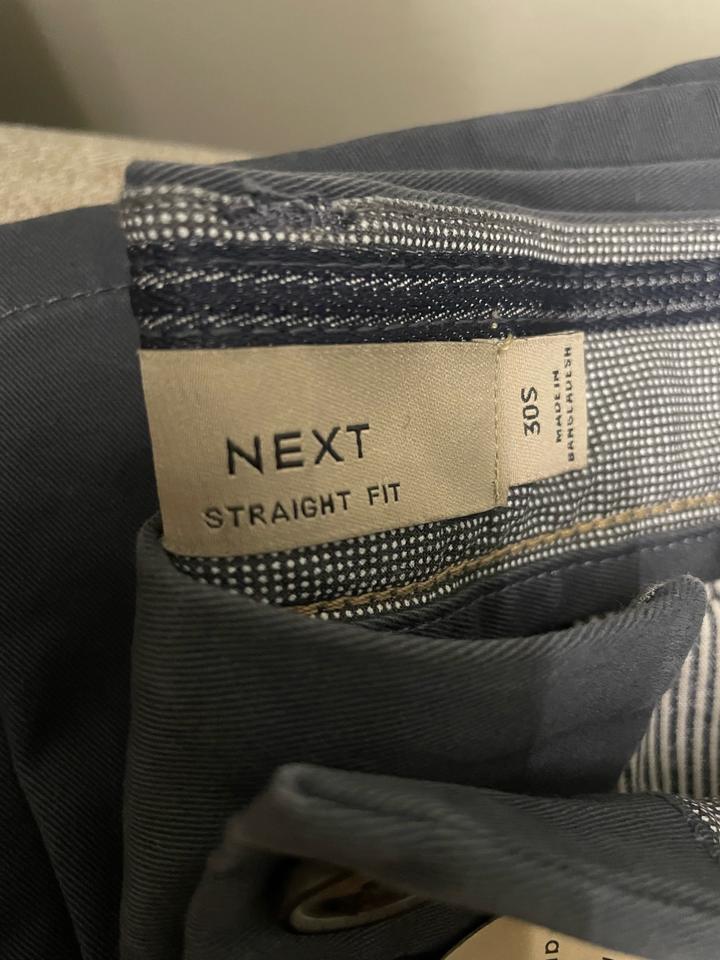 NEXT
STRAIGHT FIT
30S
MADE IN
BANGLADESH